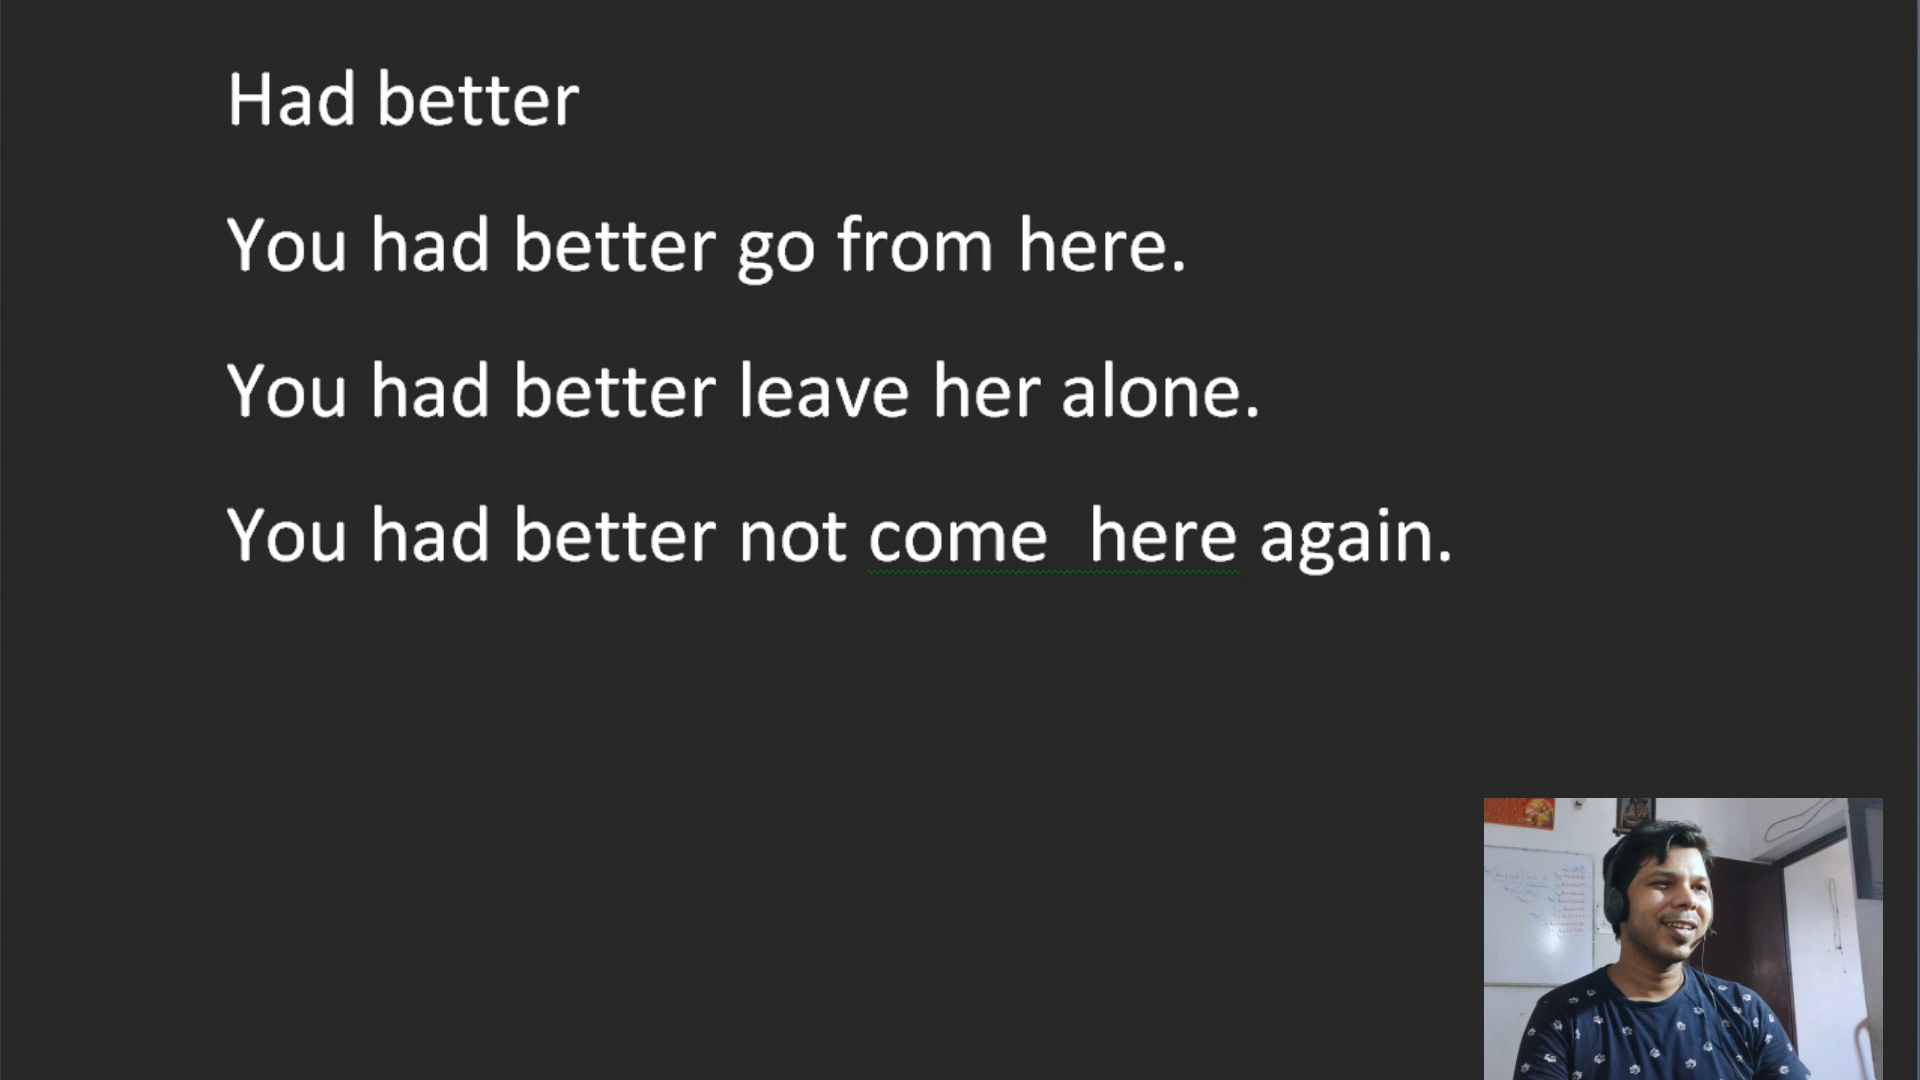 Had better
You had better go from here.
You had better leave her alone.
You had better not come  here again.